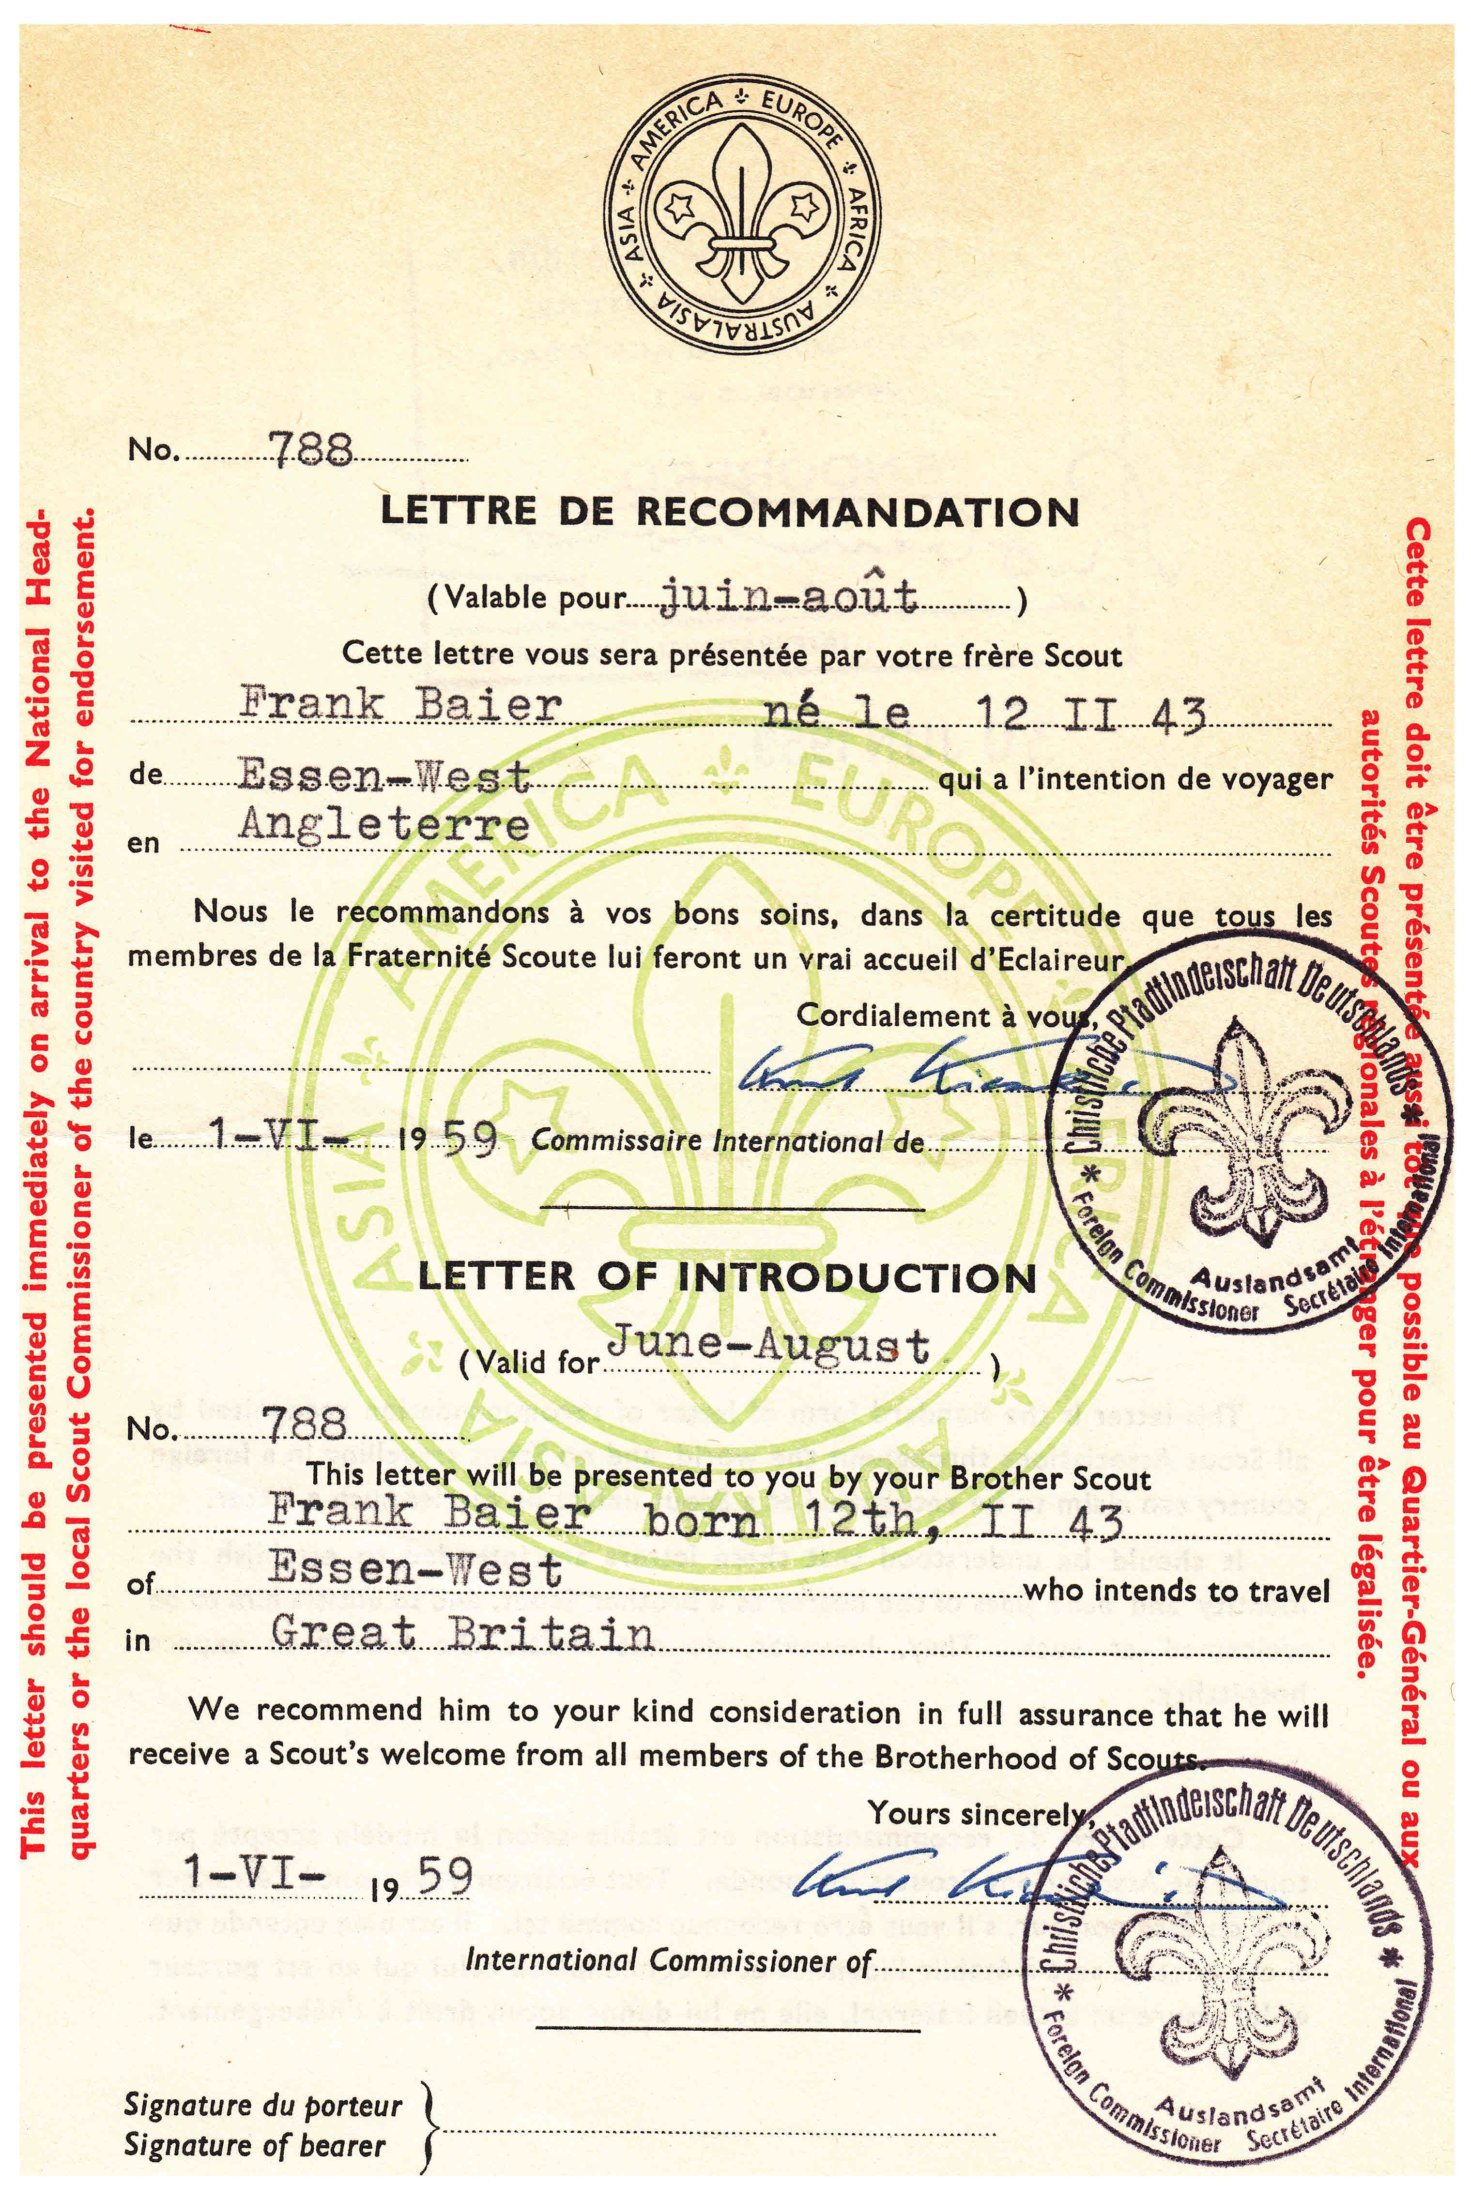 AMERICA EUROPE AFRICA AUSTRALASIA ASIA
No. 788
LETTRE DE RECOMMANDATION
(Valable pour juin-août )
Cette lettre vous sera présentée par votre frère Scout
Frank Baier né le 12 II 43
de Essen-West qui a l'intention de voyager
en Angleterre
Nous le recommandons à vos bons soins, dans la certitude que tous les
membres de la Fraternité Scoute lui feront un vrai accueil d'Eclaireur.
Cordialement à vous,
le 1-VI- 19 59 Commissaire International de
Christliche Pfadfinderschaft Deutschlands
Auslandsamt
Foreign Commissioner Secrétaire International
LETTER OF INTRODUCTION
(Valid for June-August )
No. 788
This letter will be presented to you by your Brother Scout
Frank Baier born 12th, II 43
of Essen-West who intends to travel
in Great Britain
We recommend him to your kind consideration in full assurance that he will
receive a Scout's welcome from all members of the Brotherhood of Scouts.
Yours sincerely,
1-VI- 19 59
International Commissioner of
Christliche Pfadfinderschaft Deutschlands
Auslandsamt
Foreign Commissioner Secrétaire International
Signature du porteur
Signature of bearer
This letter should be presented immediately on arrival to the National Head-
quarters or the local Scout Commissioner of the country visited for endorsement.
Cette lettre doit être présentée aussi tôt que possible au Quartier-Général ou aux
autorités Scoutes régionales à l'étranger pour être légalisée.
AMERICA EUROPE AFRICA AUSTRALASIA ASIA